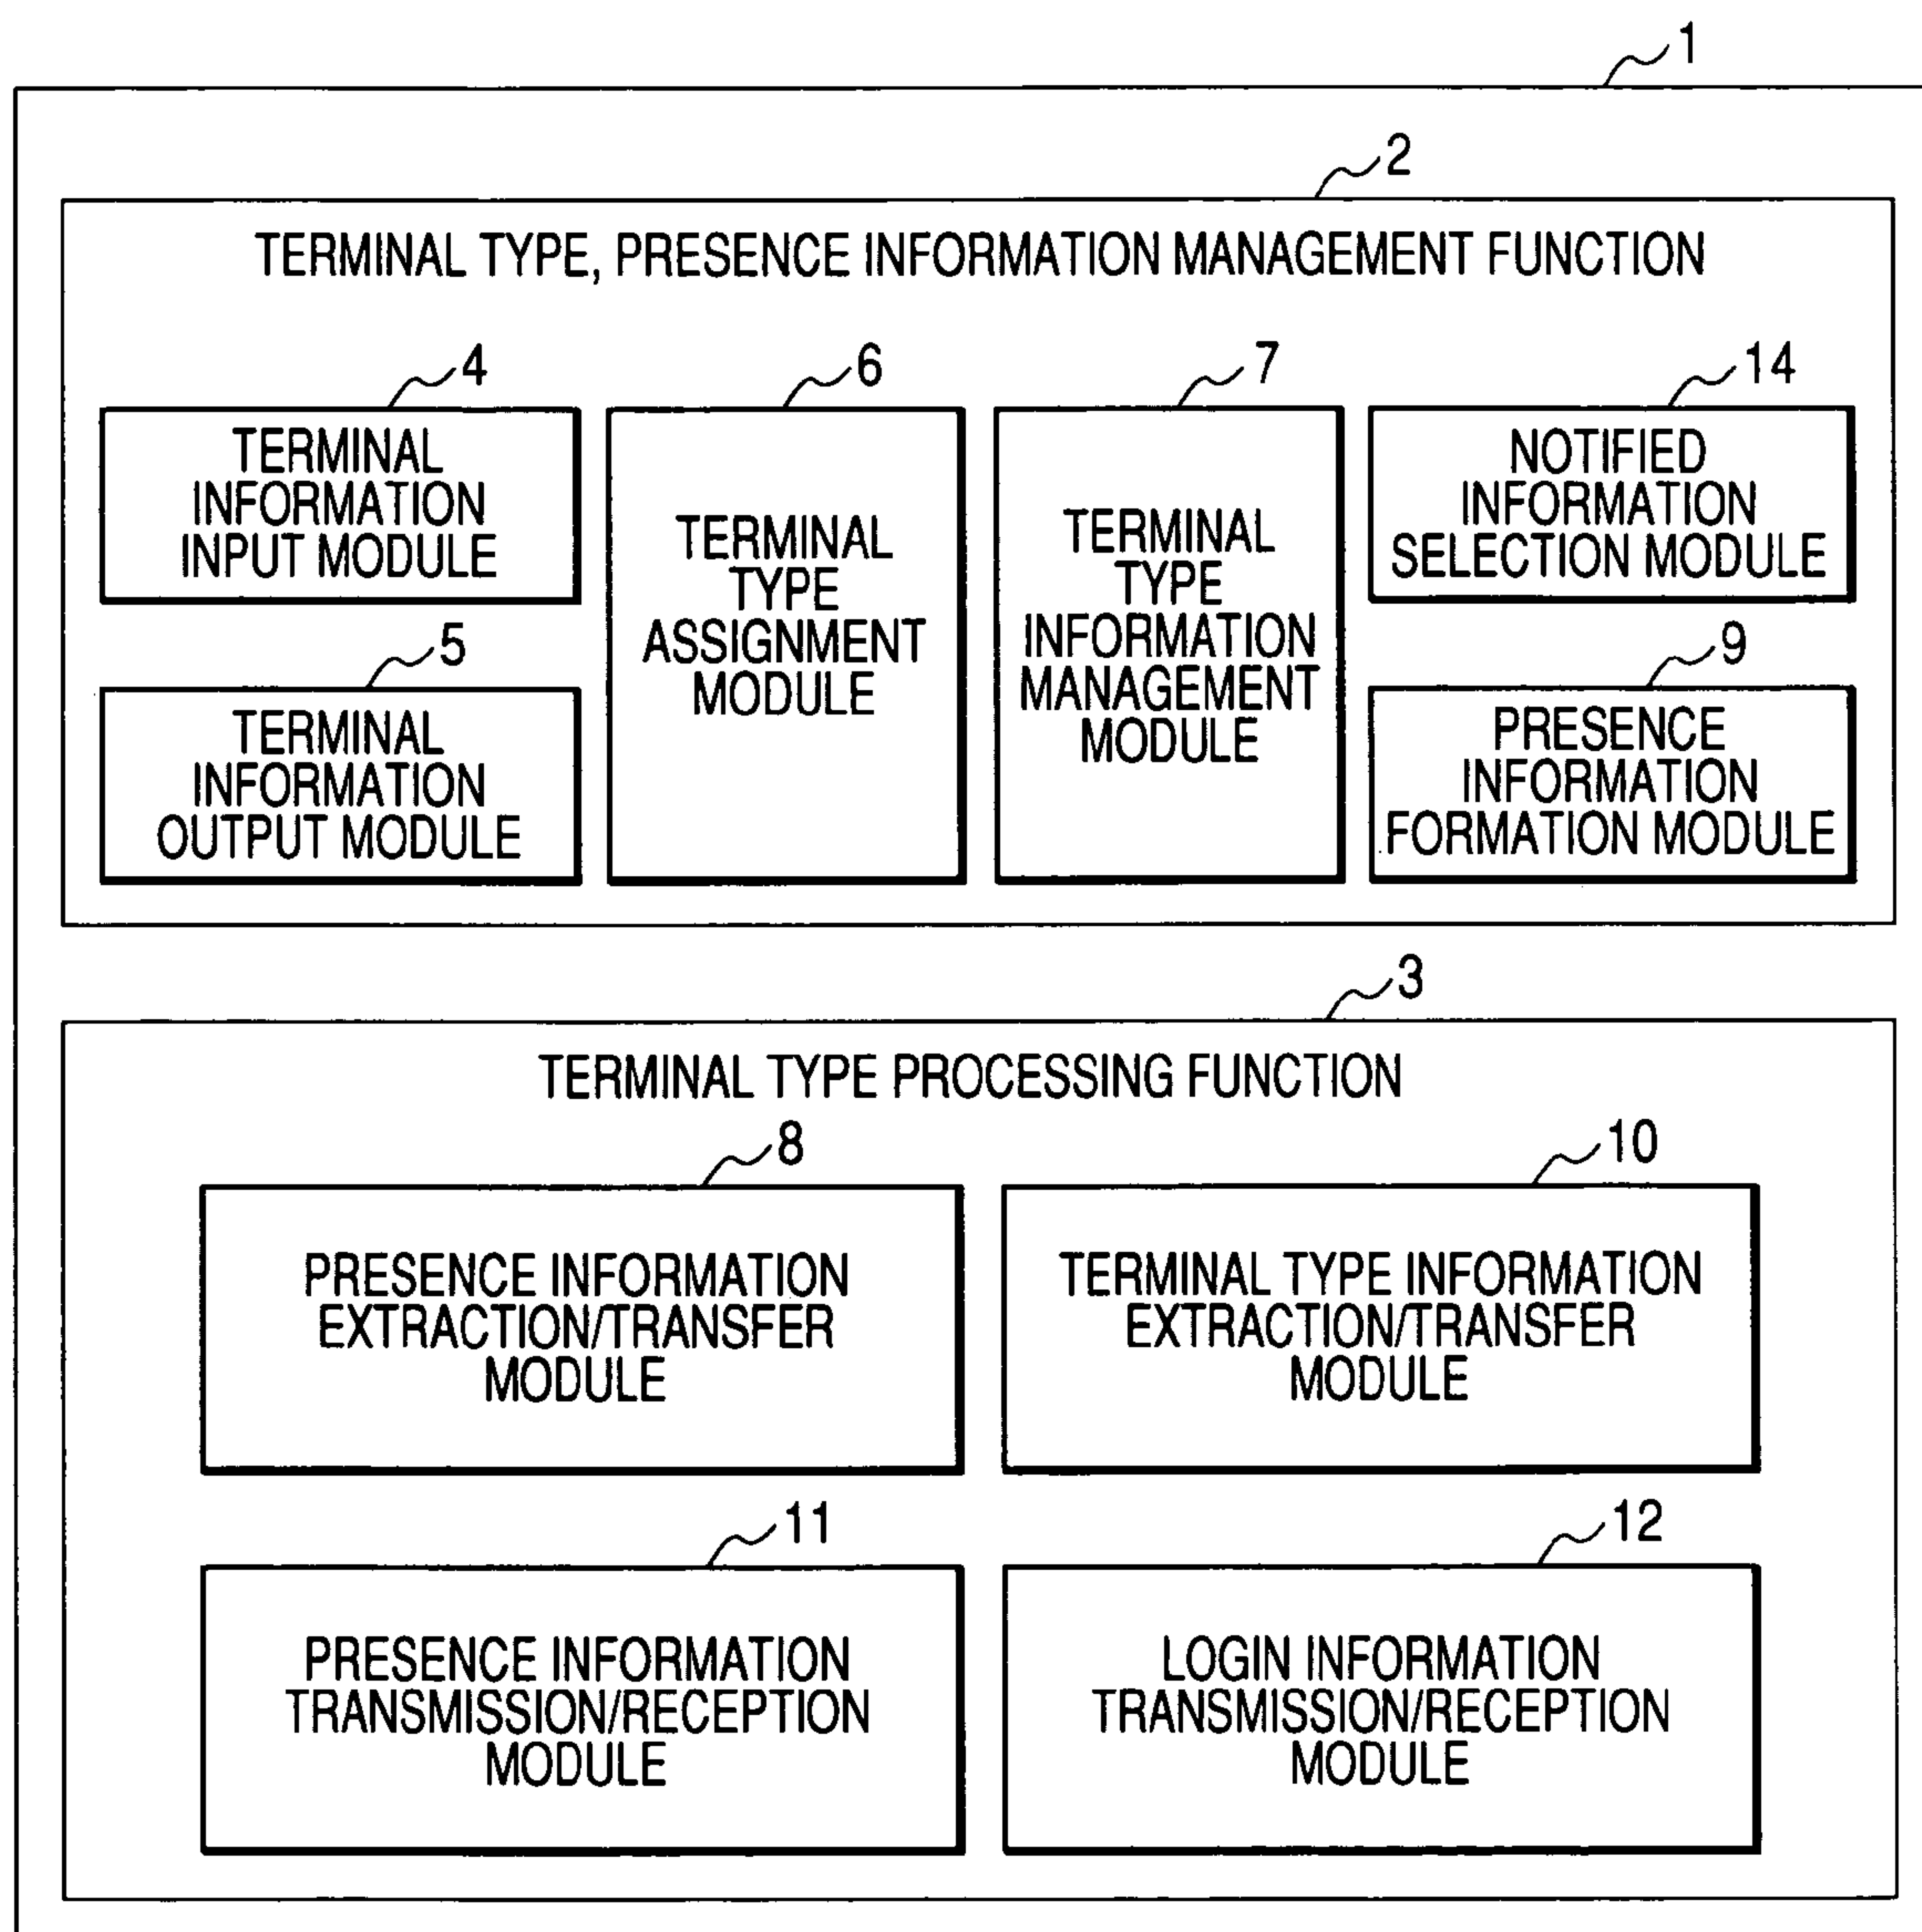 1
2
TERMINAL TYPE, PRESENCE INFORMATION MANAGEMENT FUNCTION
4
TERMINAL
INFORMATION
INPUT MODULE
5
TERMINAL
INFORMATION
OUTPUT MODULE
6
TERMINAL
TYPE
ASSIGNMENT
MODULE
7
TERMINAL
TYPE
INFORMATION
MANAGEMENT
MODULE
14
NOTIFIED
INFORMATION
SELECTION MODULE
9
PRESENCE
INFORMATION
FORMATION MODULE
3
TERMINAL TYPE PROCESSING FUNCTION
8
PRESENCE INFORMATION
EXTRACTION/TRANSFER
MODULE
10
TERMINAL TYPE INFORMATION
EXTRACTION/TRANSFER
MODULE
11
PRESENCE INFORMATION
TRANSMISSION/RECEPTION
MODULE
12
LOGIN INFORMATION
TRANSMISSION/RECEPTION
MODULE